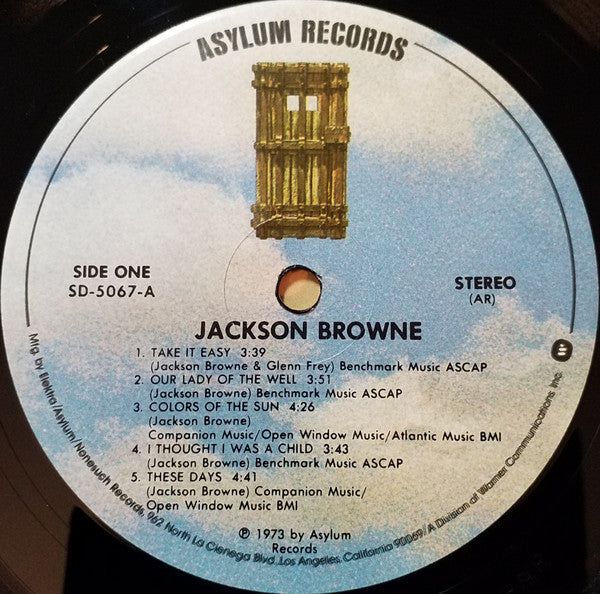 ASYLUM RECORDS
SIDE ONE
SD-5067-A
STEREO
(AR)
JACKSON BROWNE
1. TAKE IT EASY 3:39
(Jackson Browne & Glenn Frey) Benchmark Music ASCAP
2. OUR LADY OF THE WELL 3:51
(Jackson Browne) Benchmark Music ASCAP
3. COLORS OF THE SUN 4:26
(Jackson Browne)
Companion Music/Open Window Music/Atlantic Music BMI
4. I THOUGHT I WAS A CHILD 3:43
(Jackson Browne) Benchmark Music ASCAP
5. THESE DAYS 4:41
(Jackson Browne) Companion Music/
Open Window Music BMI
℗ 1973 by Asylum
Records
Mfg. by Elektra/Asylum/Nonesuch Records, 962 North La Cienega Blvd., Los Angeles, California 90069/A Division of Warner Communications Inc.